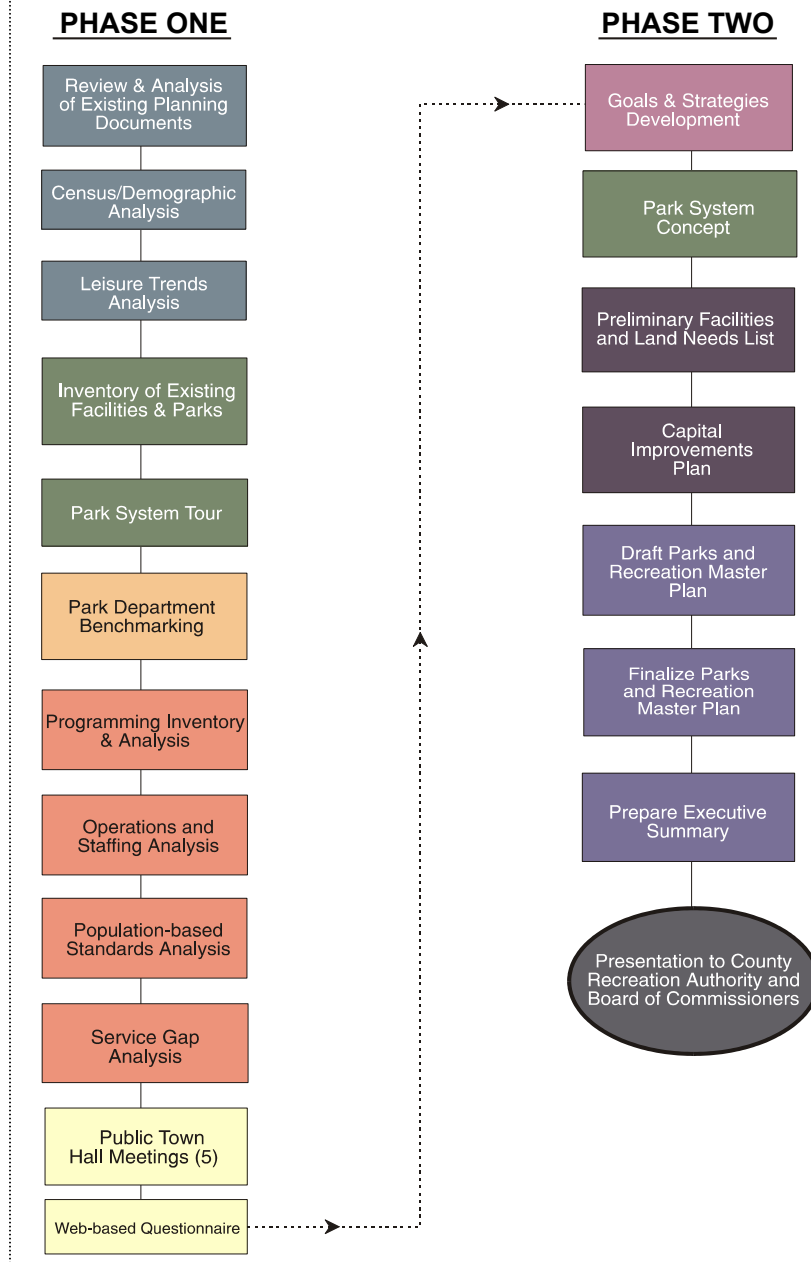 PHASE ONE
Review & Analysis
of Existing Planning
Documents
Census/Demographic
Analysis
Leisure Trends
Analysis
Inventory of Existing
Facilities & Parks
Park System Tour
Park Department
Benchmarking
Programming Inventory
& Analysis
Operations and
Staffing Analysis
Population-based
Standards Analysis
Service Gap
Analysis
Public Town
Hall Meetings (5)
Web-based Questionnaire
PHASE TWO
Goals & Strategies
Development
Park System
Concept
Preliminary Facilities
and Land Needs List
Capital
Improvements
Plan
Draft Parks and
Recreation Master
Plan
Finalize Parks
and Recreation
Master Plan
Prepare Executive
Summary
Presentation to County
Recreation Authority and
Board of Commissioners